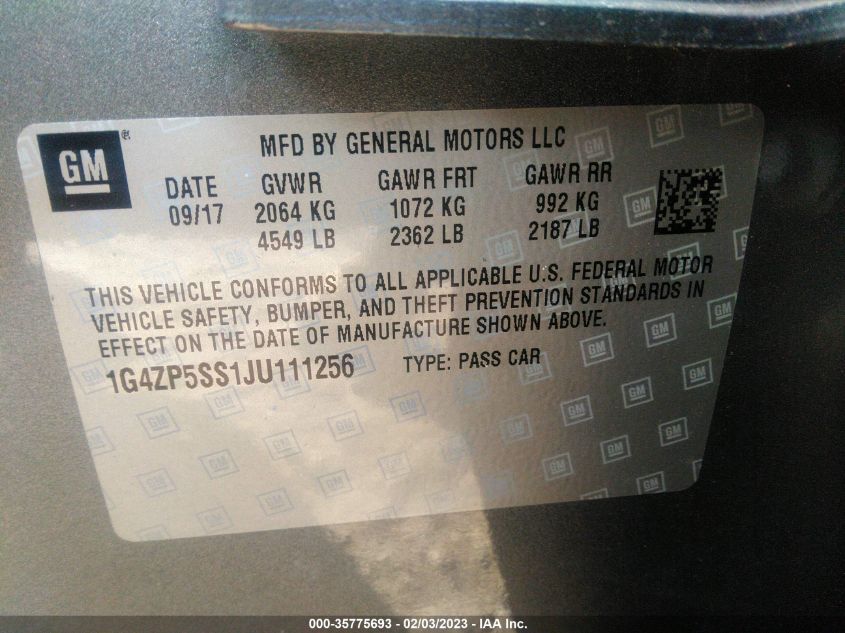 GM ®
MFD BY GENERAL MOTORS LLC
DATE GVWR GAWR FRT GAWR RR
09/17 2064 KG 1072 KG 992 KG
4549 LB 2362 LB 2187 LB
THIS VEHICLE CONFORMS TO ALL APPLICABLE U.S. FEDERAL MOTOR
VEHICLE SAFETY, BUMPER, AND THEFT PREVENTION STANDARDS IN
EFFECT ON THE DATE OF MANUFACTURE SHOWN ABOVE.
1G4ZP5SS1JU111256 TYPE: PASS CAR
000-35775693 - 02/03/2023 - IAA Inc.